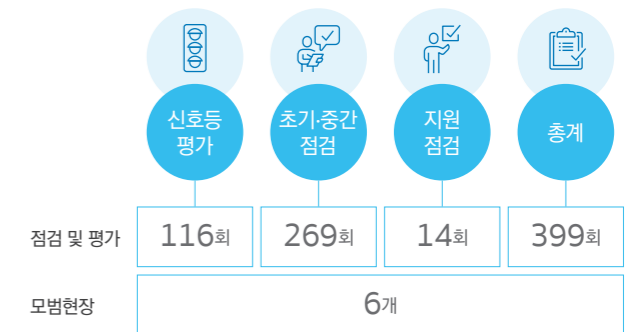 신호등
평가
초기·중간
점검
지원
점검
총계
점검 및 평가 116회 269회 14회 399회
모범현장 6개